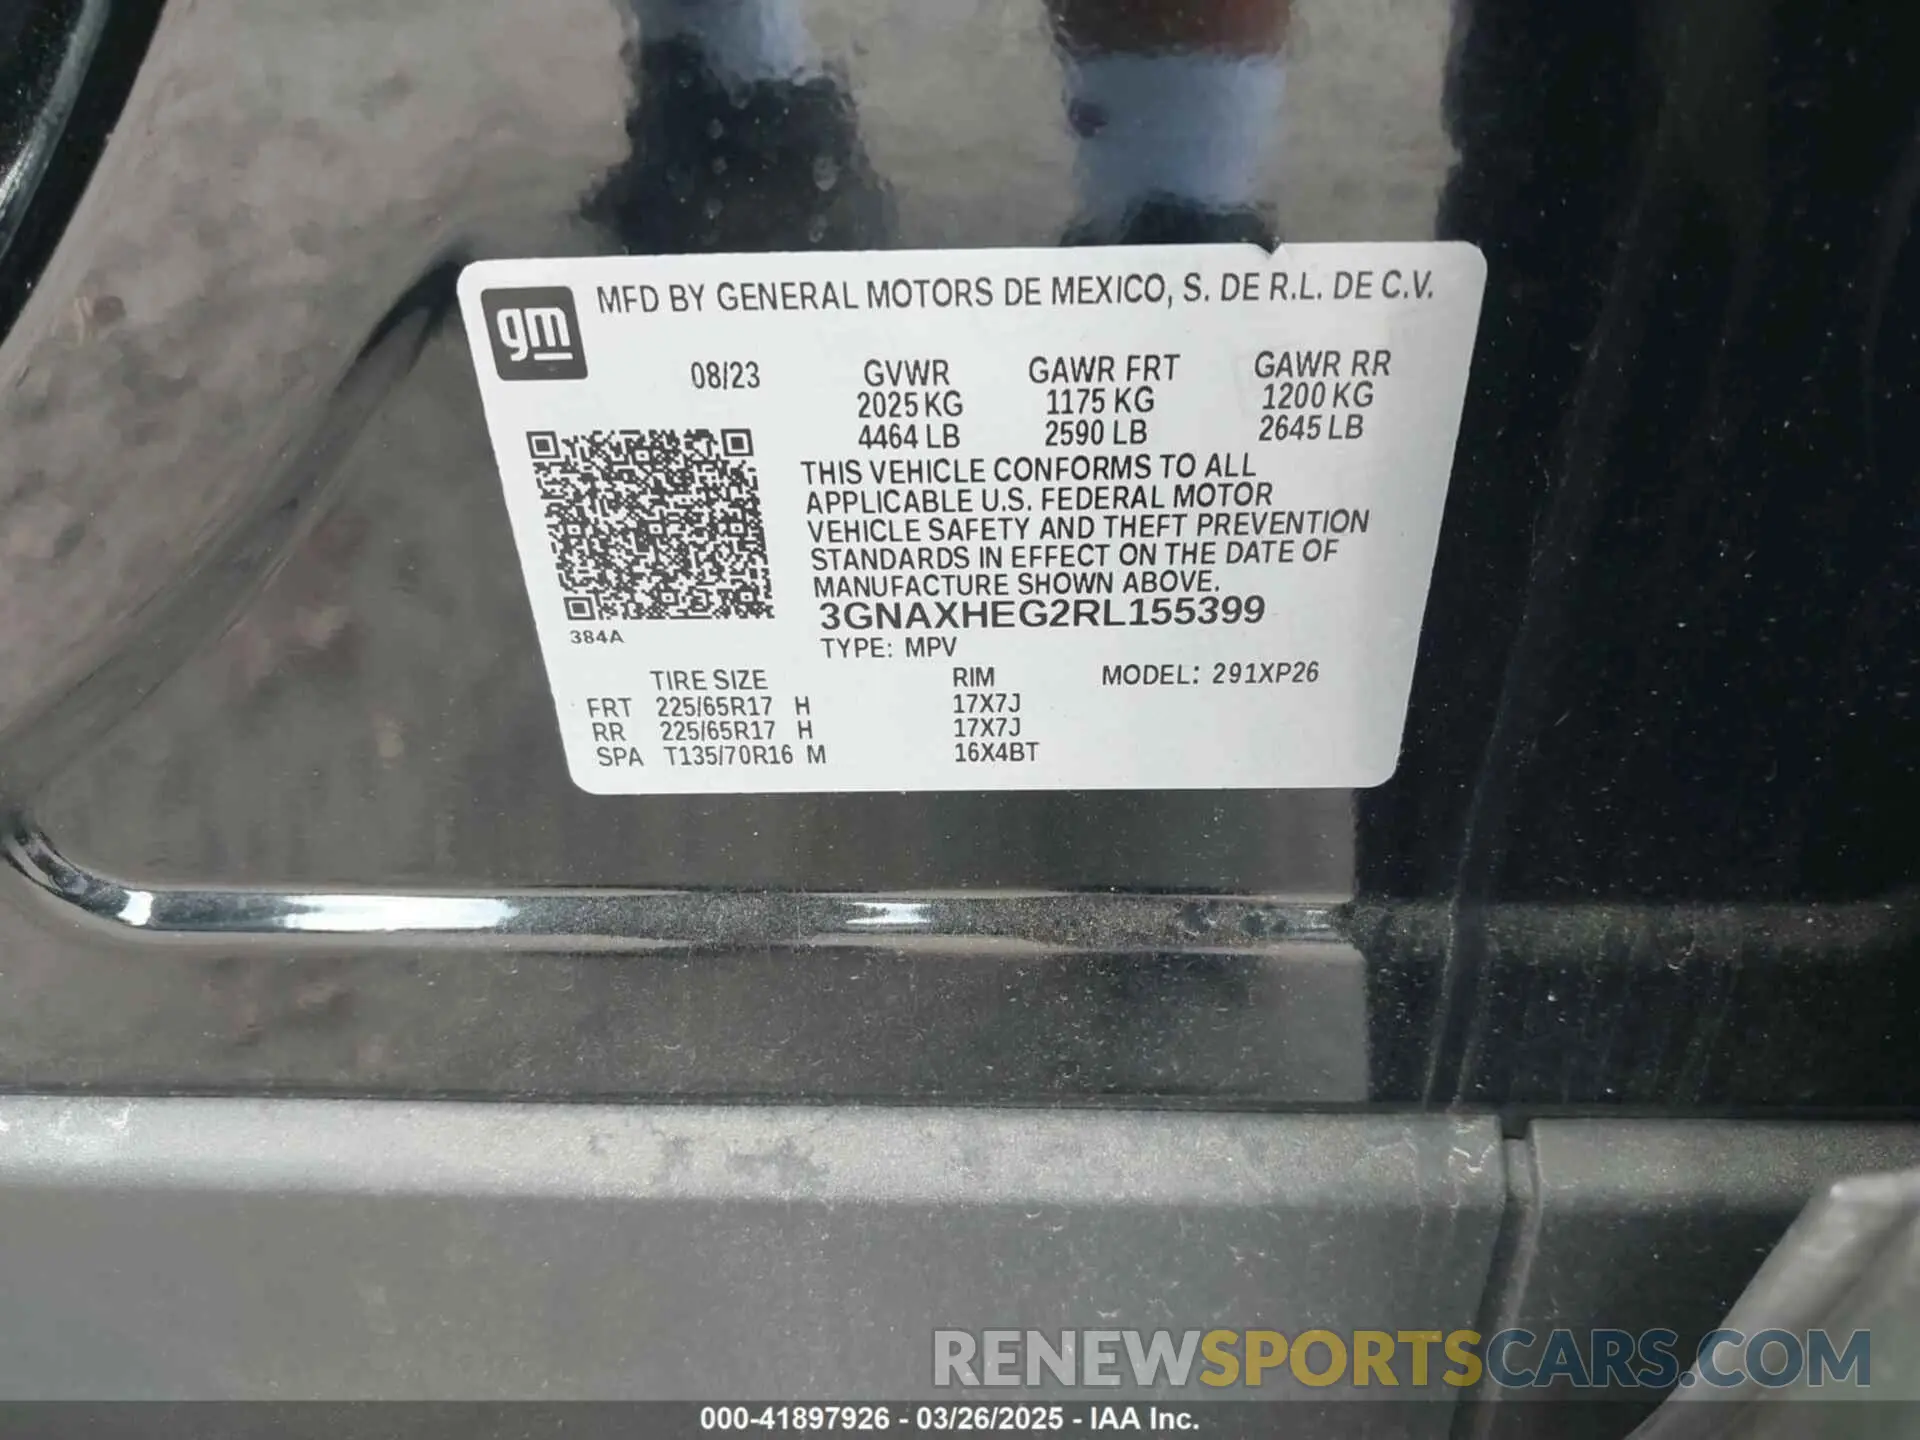 gm
MFD BY GENERAL MOTORS DE MEXICO, S. DE R.L. DE C.V.
08/23 GVWR GAWR FRT GAWR RR
2025 KG 1175 KG 1200 KG
4464 LB 2590 LB 2645 LB
THIS VEHICLE CONFORMS TO ALL
APPLICABLE U.S. FEDERAL MOTOR
VEHICLE SAFETY AND THEFT PREVENTION
STANDARDS IN EFFECT ON THE DATE OF
MANUFACTURE SHOWN ABOVE.
3GNAXHEG2RL155399
384A
TYPE: MPV
TIRE SIZE RIM MODEL: 291XP26
FRT 225/65R17 H 17X7J
RR 225/65R17 H 17X7J
SPA T135/70R16 M 16X4BT
RENEWSPORTSCARS.COM
000-41897926 - 03/26/2025 - IAA Inc.